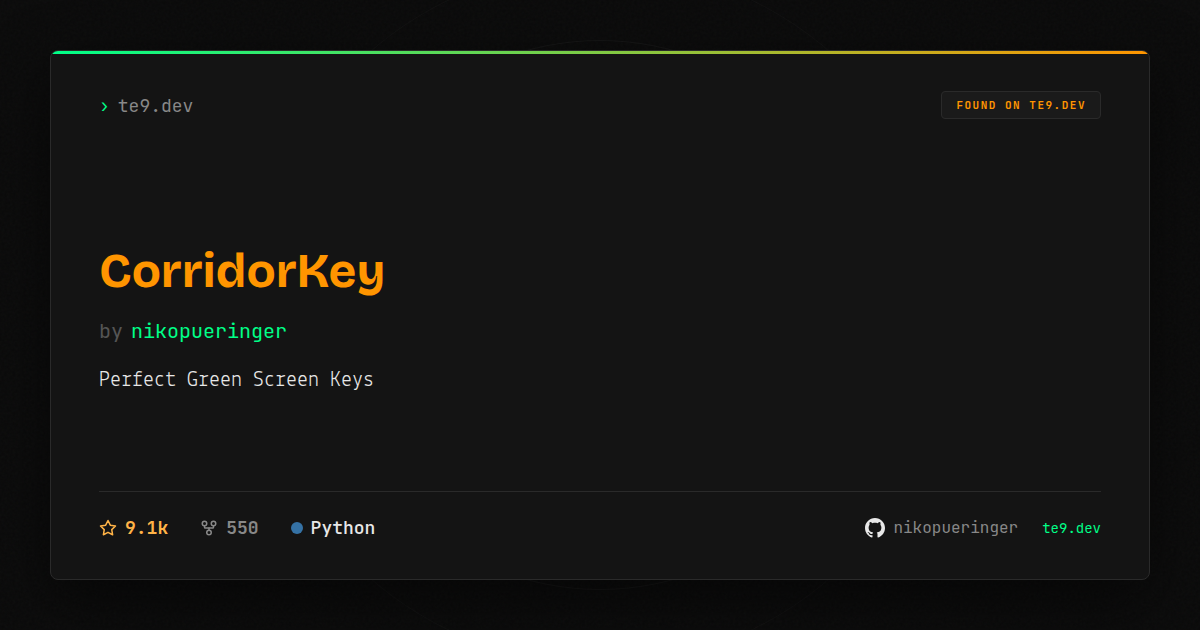 › te9.dev
FOUND ON TE9.DEV
CorridorKey
by nikopueringer
Perfect Green Screen Keys
9.1k 550 Python
nikopueringer te9.dev